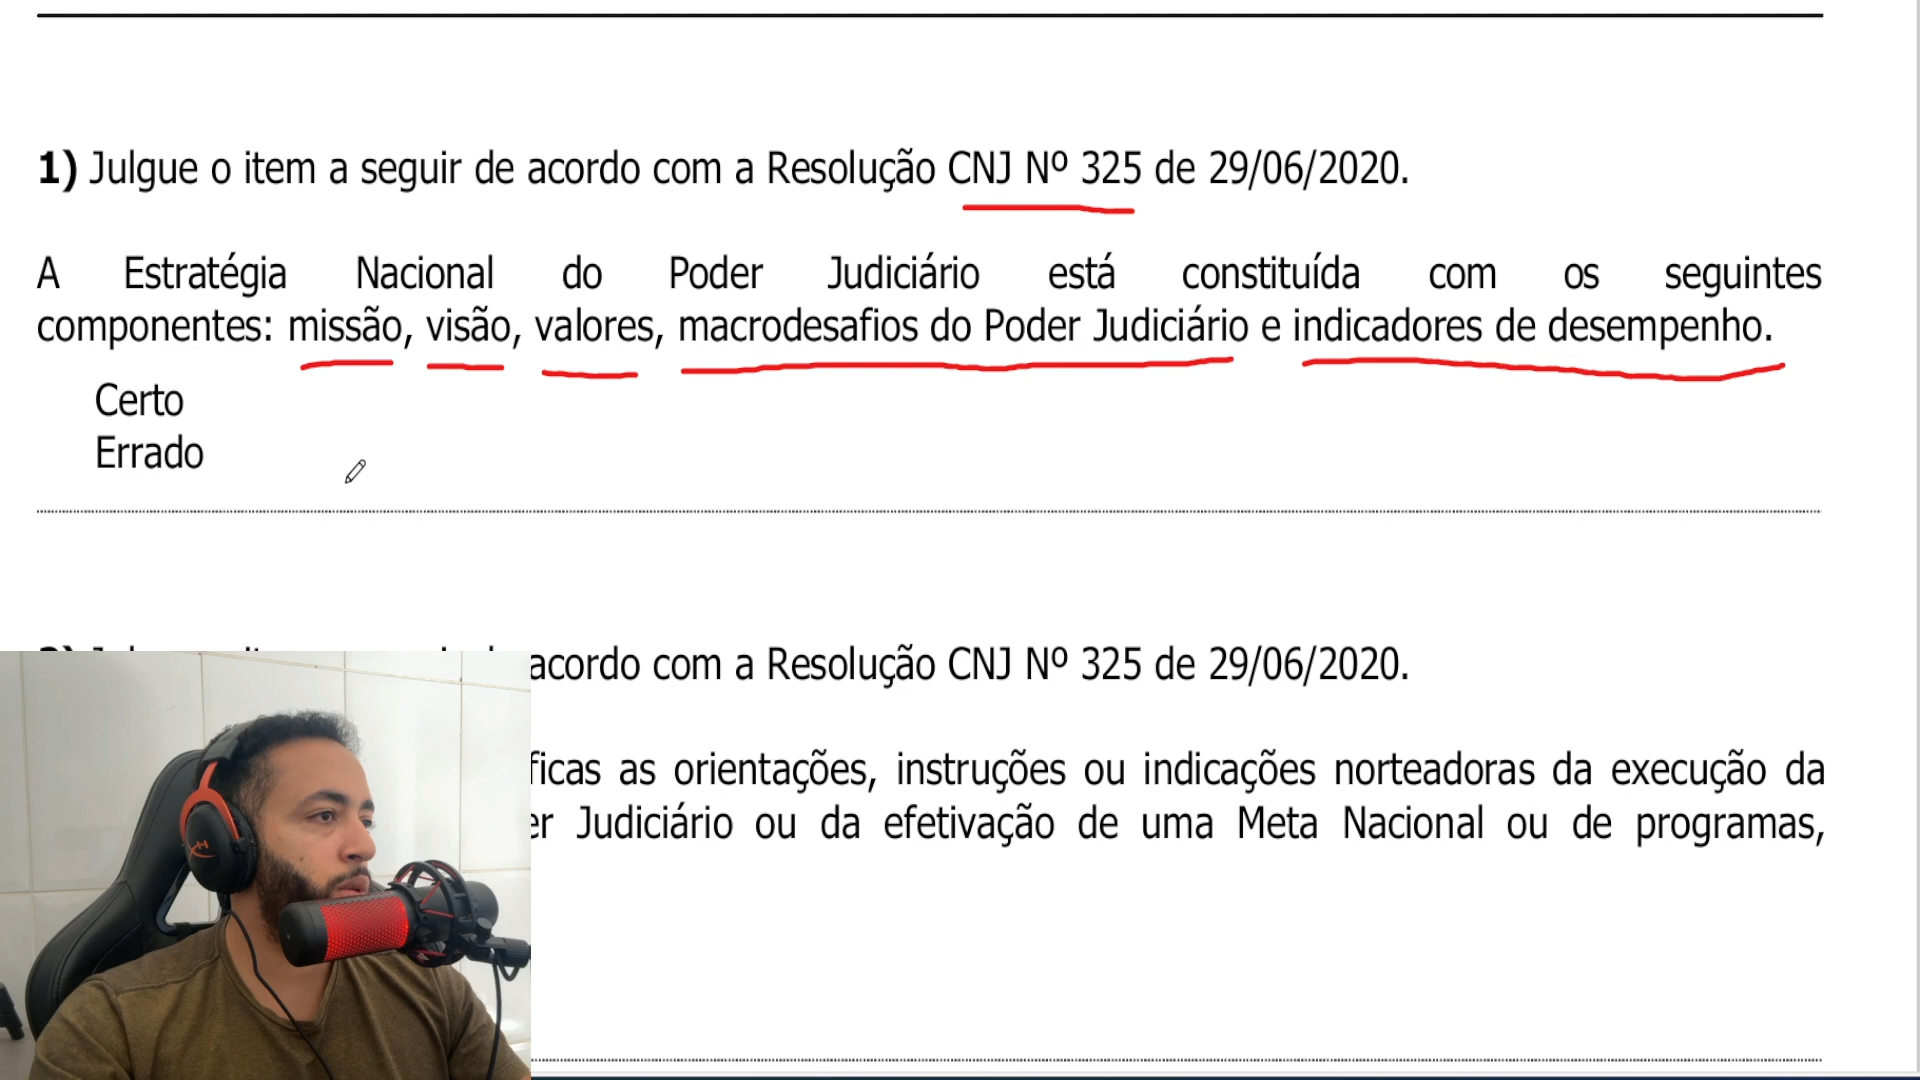 1) Julgue o item a seguir de acordo com a Resolução CNJ Nº 325 de 29/06/2020.
A Estratégia Nacional do Poder Judiciário está constituída com os seguintes
componentes: missão, visão, valores, macrodesafios do Poder Judiciário e indicadores de desempenho.
Certo
Errado
acordo com a Resolução CNJ Nº 325 de 29/06/2020.
ficas as orientações, instruções ou indicações norteadoras da execução da
er Judiciário ou da efetivação de uma Meta Nacional ou de programas,